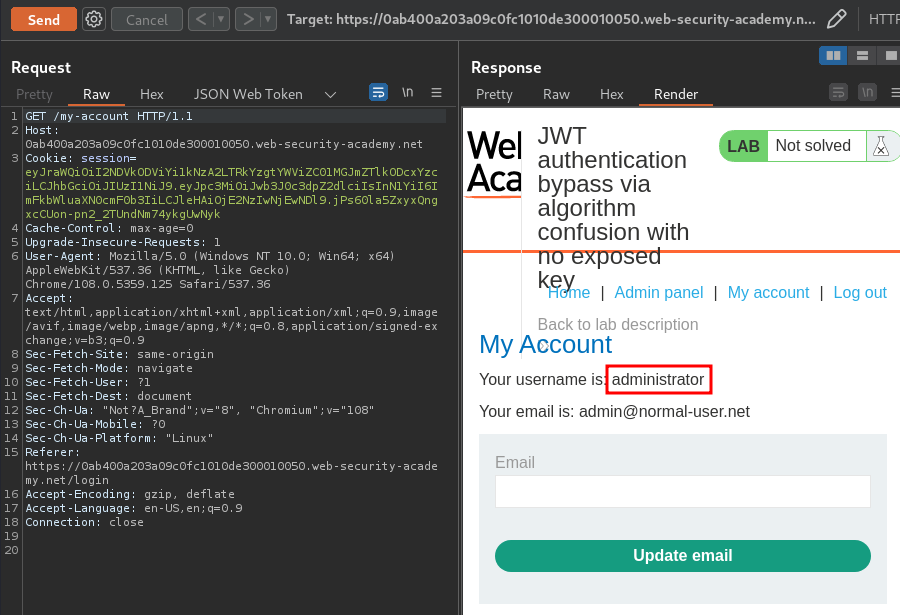 Send
Cancel
Target: https://0ab400a203a09c0fc1010de300010050.web-security-academy.n...
HTTP
Request
Pretty Raw Hex JSON Web Token \n
1 GET /my-account HTTP/1.1
2 Host:
0ab400a203a09c0fc1010de300010050.web-security-academy.net
3 Cookie: session=
4 Cache-Control: max-age=0
5 Upgrade-Insecure-Requests: 1
6 User-Agent: Mozilla/5.0 (Windows NT 10.0; Win64; x64)
AppleWebKit/537.36 (KHTML, like Gecko)
Chrome/108.0.5359.125 Safari/537.36
7 Accept:
text/html,application/xhtml+xml,application/xml;q=0.9,image
/avif,image/webp,image/apng,*/*;q=0.8,application/signed-ex
change;v=b3;q=0.9
8 Sec-Fetch-Site: same-origin
9 Sec-Fetch-Mode: navigate
10 Sec-Fetch-User: ?1
11 Sec-Fetch-Dest: document
12 Sec-Ch-Ua: "Not?A_Brand";v="8", "Chromium";v="108"
13 Sec-Ch-Ua-Mobile: ?0
14 Sec-Ch-Ua-Platform: "Linux"
15 Referer:
https://0ab400a203a09c0fc1010de300010050.web-security-acade
my.net/login
16 Accept-Encoding: gzip, deflate
17 Accept-Language: en-US,en;q=0.9
18 Connection: close
19
20
Response
Pretty Raw Hex Render \n
JWT
authentication
bypass via
algorithm
confusion with
no exposed
key
LAB Not solved
Home | Admin panel | My account | Log out
Back to lab description
My Account
Your username is: administrator
Your email is: admin@normal-user.net
Email
Update email